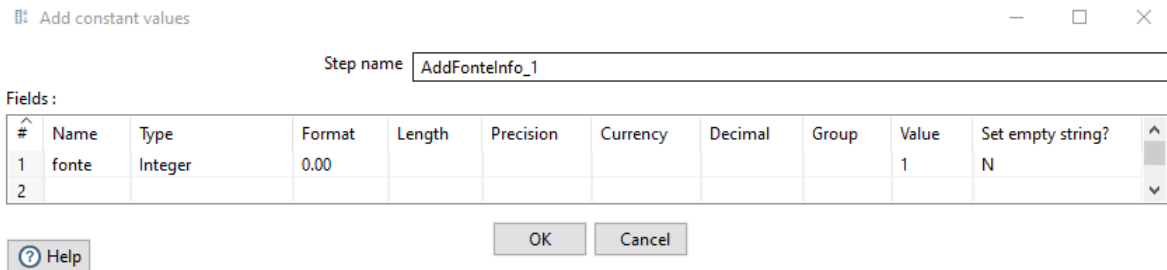 Add constant values
Step name AddFonteInfo_1
Fields :
# Name Type Format Length Precision Currency Decimal Group Value Set empty string?
1 fonte Integer 0.00 1 N
2
OK Cancel
? Help